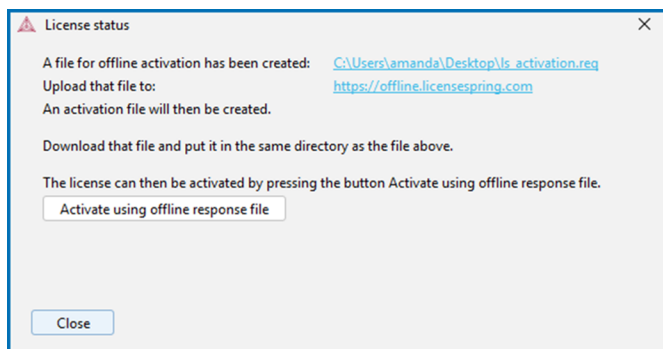 License status
A file for offline activation has been created: C:\Users\amanda\Desktop\ls_activation.req
Upload that file to: https://offline.licensespring.com
An activation file will then be created.
Download that file and put it in the same directory as the file above.
The license can then be activated by pressing the button Activate using offline response file.
Activate using offline response file
Close